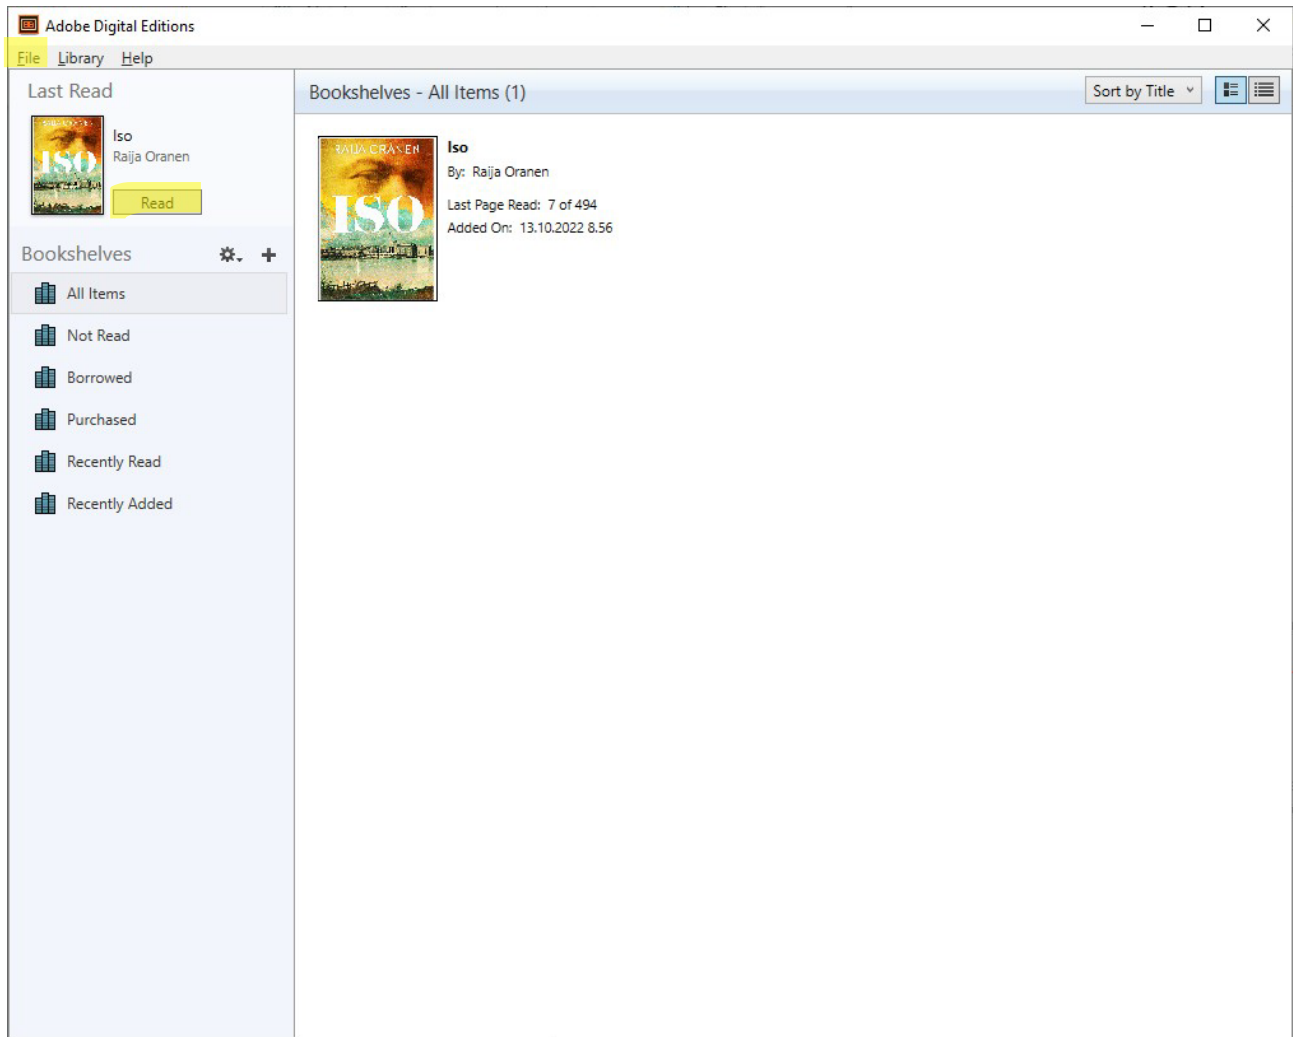 Adobe Digital Editions
File Library Help
Last Read
ISO
Iso
Raija Oranen
Read
Bookshelves
All Items
Not Read
Borrowed
Purchased
Recently Read
Recently Added
Bookshelves - All Items (1)
Sort by Title
RAIJA ORANEN
ISO
Iso
By: Raija Oranen
Last Page Read: 7 of 494
Added On: 13.10.2022 8.56